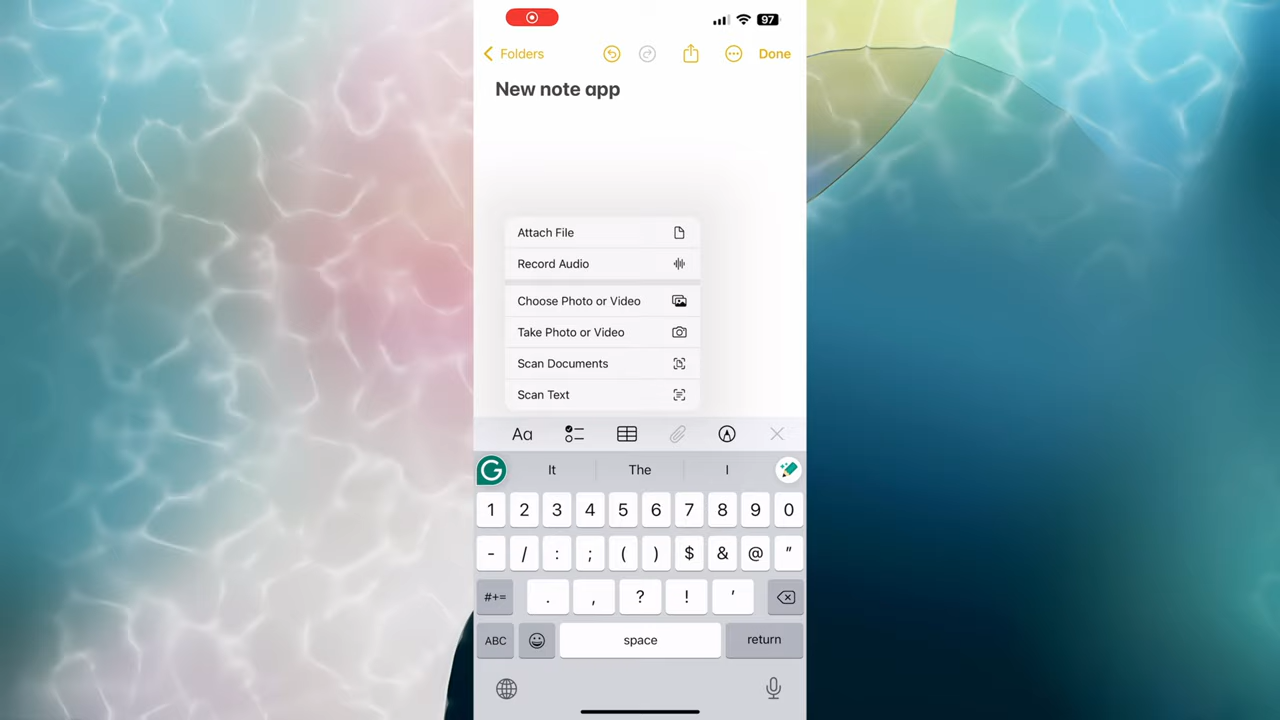 97
Folders Done
New note app
Attach File
Record Audio
Choose Photo or Video
Take Photo or Video
Scan Documents
Scan Text
Aa
G It The I
1 2 3 4 5 6 7 8 9 0
- / : ; ( ) $ & @ "
#+= . , ? ! '
ABC space return